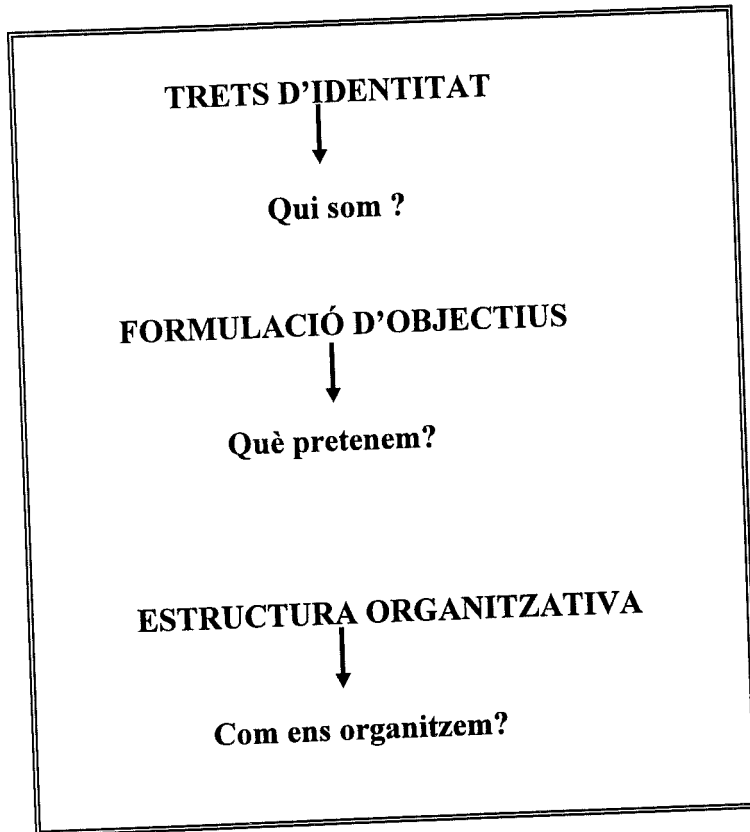 TRETS D'IDENTITAT
Qui som ?
FORMULACIÓ D'OBJECTIUS
Què pretenem?
ESTRUCTURA ORGANITZATIVA
Com ens organitzem?